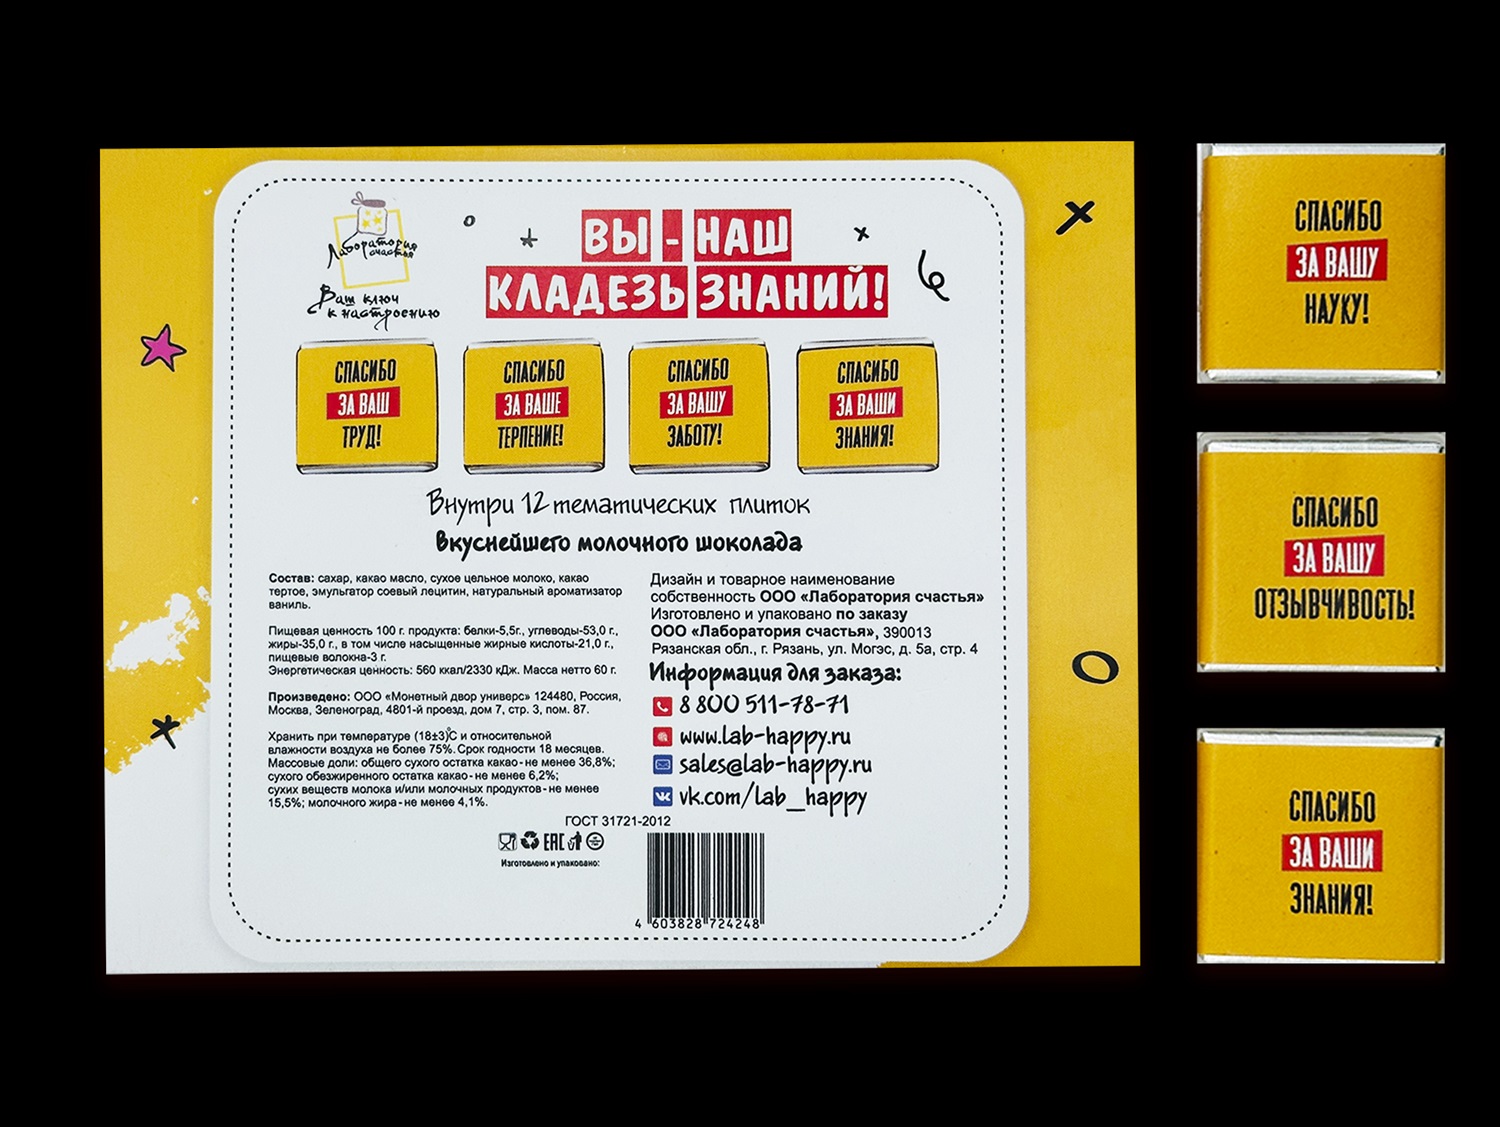 Лаборатория
счастья
Ваш ключ
к настроению
ВЫ - НАШ
КЛАДЕЗЬ ЗНАНИЙ!
СПАСИБО
ЗА ВАШ
ТРУД!
СПАСИБО
ЗА ВАШЕ
ТЕРПЕНИЕ!
СПАСИБО
ЗА ВАШУ
ЗАБОТУ!
СПАСИБО
ЗА ВАШИ
ЗНАНИЯ!
Внутри 12 тематических плиток
вкуснейшего молочного шоколада
Состав: сахар, какао масло, сухое цельное молоко, какао
тертое, эмульгатор соевый лецитин, натуральный ароматизатор
ваниль.
Пищевая ценность 100 г. продукта: белки-5,5г., углеводы-53,0 г.,
жиры-35,0 г., в том числе насыщенные жирные кислоты-21,0 г.,
пищевые волокна-3 г.
Энергетическая ценность: 560 ккал/2330 кДж. Масса нетто 60 г.
Произведено: ООО «Монетный двор универс» 124480, Россия,
Москва, Зеленоград, 4801-й проезд, дом 7, стр. 3, пом. 87.
Хранить при температуре (18±3)°С и относительной
влажности воздуха не более 75%. Срок годности 18 месяцев.
Массовые доли: общего сухого остатка какао - не менее 36,8%;
сухого обезжиренного остатка какао - не менее 6,2%;
сухих веществ молока и/или молочных продуктов - не менее
15,5%; молочного жира - не менее 4,1%.
Дизайн и товарное наименование
собственность ООО «Лаборатория счастья»
Изготовлено и упаковано по заказу
ООО «Лаборатория счастья», 390013
Рязанская обл., г. Рязань, ул. Могэс, д. 5а, стр. 4
Информация для заказа:
8 800 511-78-71
www.lab-happy.ru
sales@lab-happy.ru
vk.com/lab_happy
ГОСТ 31721-2012
ЕАС
Изготовлено и упаковано:
4 603828 724248
СПАСИБО
ЗА ВАШУ
НАУКУ!
СПАСИБО
ЗА ВАШУ
ОТЗЫВЧИВОСТЬ!
СПАСИБО
ЗА ВАШИ
ЗНАНИЯ!